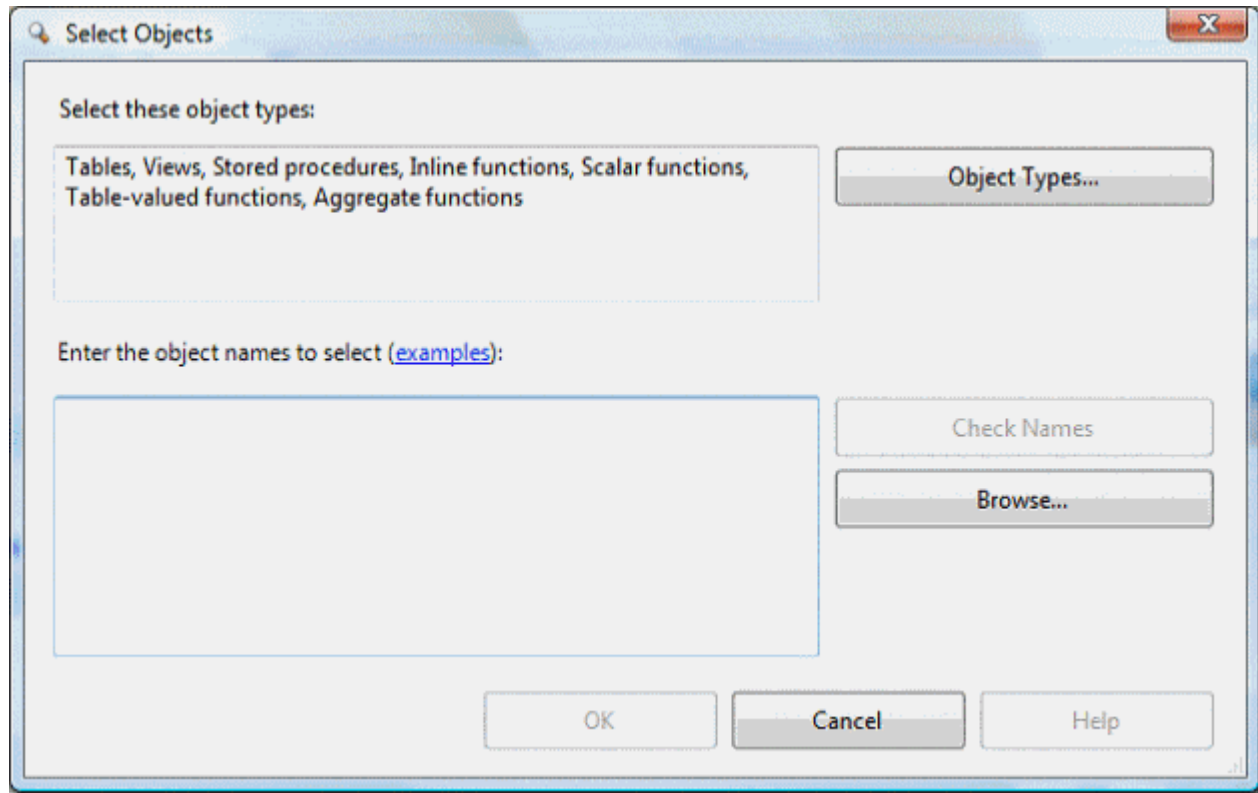 Select Objects
Select these object types:
Tables, Views, Stored procedures, Inline functions, Scalar functions,
Table-valued functions, Aggregate functions
Object Types...
Enter the object names to select (examples):
Check Names
Browse...
OK
Cancel
Help